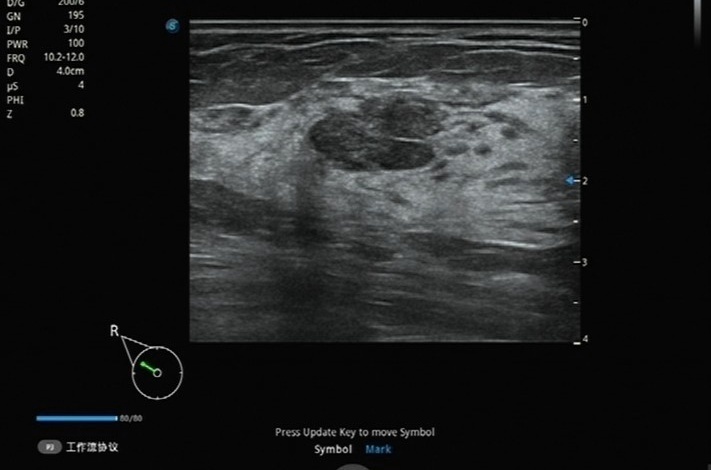 D/G 200/6
GN 195
I/P 3/10
PWR 100
FRQ 10.2-12.0
D 4.0cm
μS 4
PHI
Z 0.8
S
0
1
2
3
4
R
80/80
P3 工作流协议
Press Update Key to move Symbol
Symbol Mark